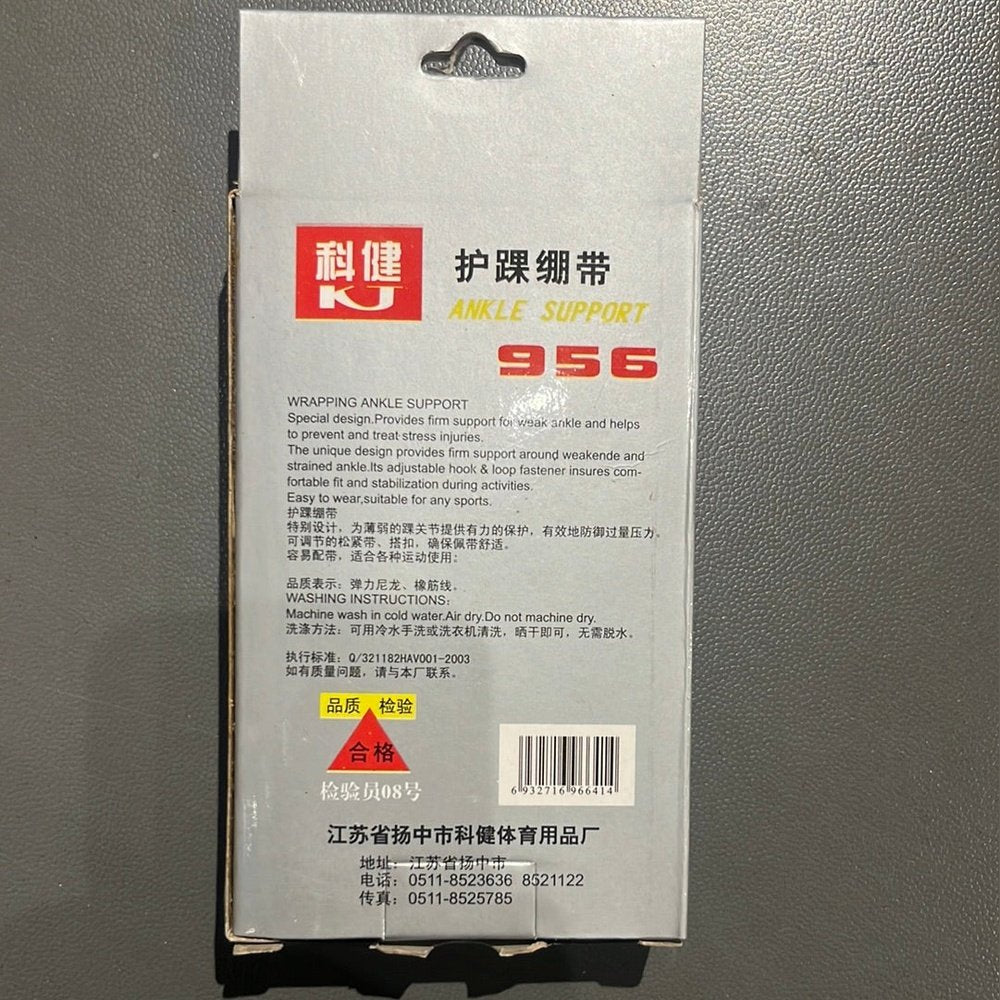 科健
KJ
护踝绷带
ANKLE SUPPORT
956
WRAPPING ANKLE SUPPORT
Special design.Provides firm support for weak ankle and helps
to prevent and treat stress injuries.
The unique design provides firm support around weakende and
strained ankle.Its adjustable hook & loop fastener insures com-
fortable fit and stabilization during activities.
Easy to wear,suitable for any sports.
护踝绷带
特别设计，为薄弱的踝关节提供有力的保护，有效地防御过量压力。
可调节的松紧带、搭扣，确保佩带舒适。
容易配带，适合各种运动使用：
品质表示：弹力尼龙、橡筋线。
WASHING INSTRUCTIONS:
Machine wash in cold water.Air dry.Do not machine dry.
洗涤方法：可用冷水手洗或洗衣机清洗，晒干即可，无需脱水。
执行标准：Q/321182HAV001-2003
如有质量问题，请与本厂联系。
品质 检验
合格
检验员08号
6 932716 966414
江苏省扬中市科健体育用品厂
地址：江苏省扬中市
电话：0511-8523636 8521122
传真：0511-8525785